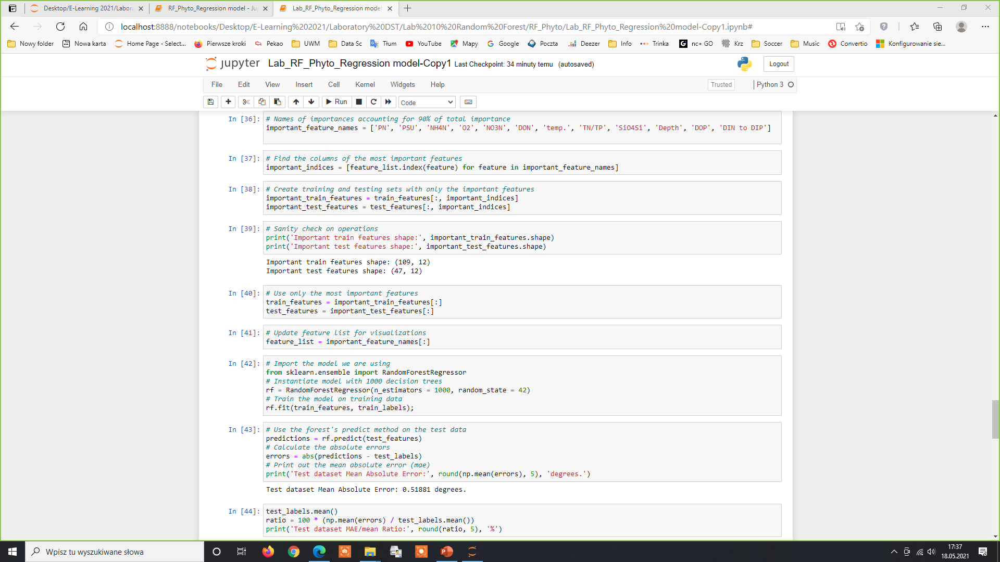 Desktop/E-Learning 2021/Labora
RF_Phyto_Regression model - Ju
Lab_RF_Phyto_Regression model
localhost:8888/notebooks/Desktop/E-Learning%202021/Laboratory%20DST/Lab%2010%20Random%20Forest/RF_Phyto/Lab_RF_Phyto_Regression%20model-Copy1.ipynb#
Nowy folder Nowa karta Home Page - Select... Pierwsze kroki Pekao UWM Data Sc Tłum YouTube Mapy Google Poczta Deezer Info Trinka nc+ GO Krz Soccer Music Convertio Konfigurowanie sie...
jupyter Lab_RF_Phyto_Regression model-Copy1 Last Checkpoint: 34 minuty temu (autosaved) Logout
File Edit View Insert Cell Kernel Widgets Help Trusted Python 3
Run Code
In [36]: # Names of importances accounting for 90% of total importance
important_feature_names = ['PN', 'PSU', 'NH4N', 'O2', 'NO3N', 'DON', 'temp.', 'TN/TP', 'SiO4Si', 'Depth', 'DOP', 'DIN to DIP']
In [37]: # Find the columns of the most important features
important_indices = [feature_list.index(feature) for feature in important_feature_names]
In [38]: # Create training and testing sets with only the important features
important_train_features = train_features[:, important_indices]
important_test_features = test_features[:, important_indices]
In [39]: # Sanity check on operations
print('Important train features shape:', important_train_features.shape)
print('Important test features shape:', important_test_features.shape)
Important train features shape: (109, 12)
Important test features shape: (47, 12)
In [40]: # Use only the most important features
train_features = important_train_features[:]
test_features = important_test_features[:]
In [41]: # Update feature list for visualizations
feature_list = important_feature_names[:]
In [42]: # Import the model we are using
from sklearn.ensemble import RandomForestRegressor
# Instantiate model with 1000 decision trees
rf = RandomForestRegressor(n_estimators = 1000, random_state = 42)
# Train the model on training data
rf.fit(train_features, train_labels);
In [43]: # Use the forest's predict method on the test data
predictions = rf.predict(test_features)
# Calculate the absolute errors
errors = abs(predictions - test_labels)
# Print out the mean absolute error (mae)
print('Test dataset Mean Absolute Error:', round(np.mean(errors), 5), 'degrees.')
Test dataset Mean Absolute Error: 0.51881 degrees.
In [44]: test_labels.mean()
ratio = 100 * (np.mean(errors) / test_labels.mean())
print('Test dataset MAE/mean Ratio:', round(ratio, 5), '%')
Wpisz tu wyszukiwane słowa
17:37
18.05.2021